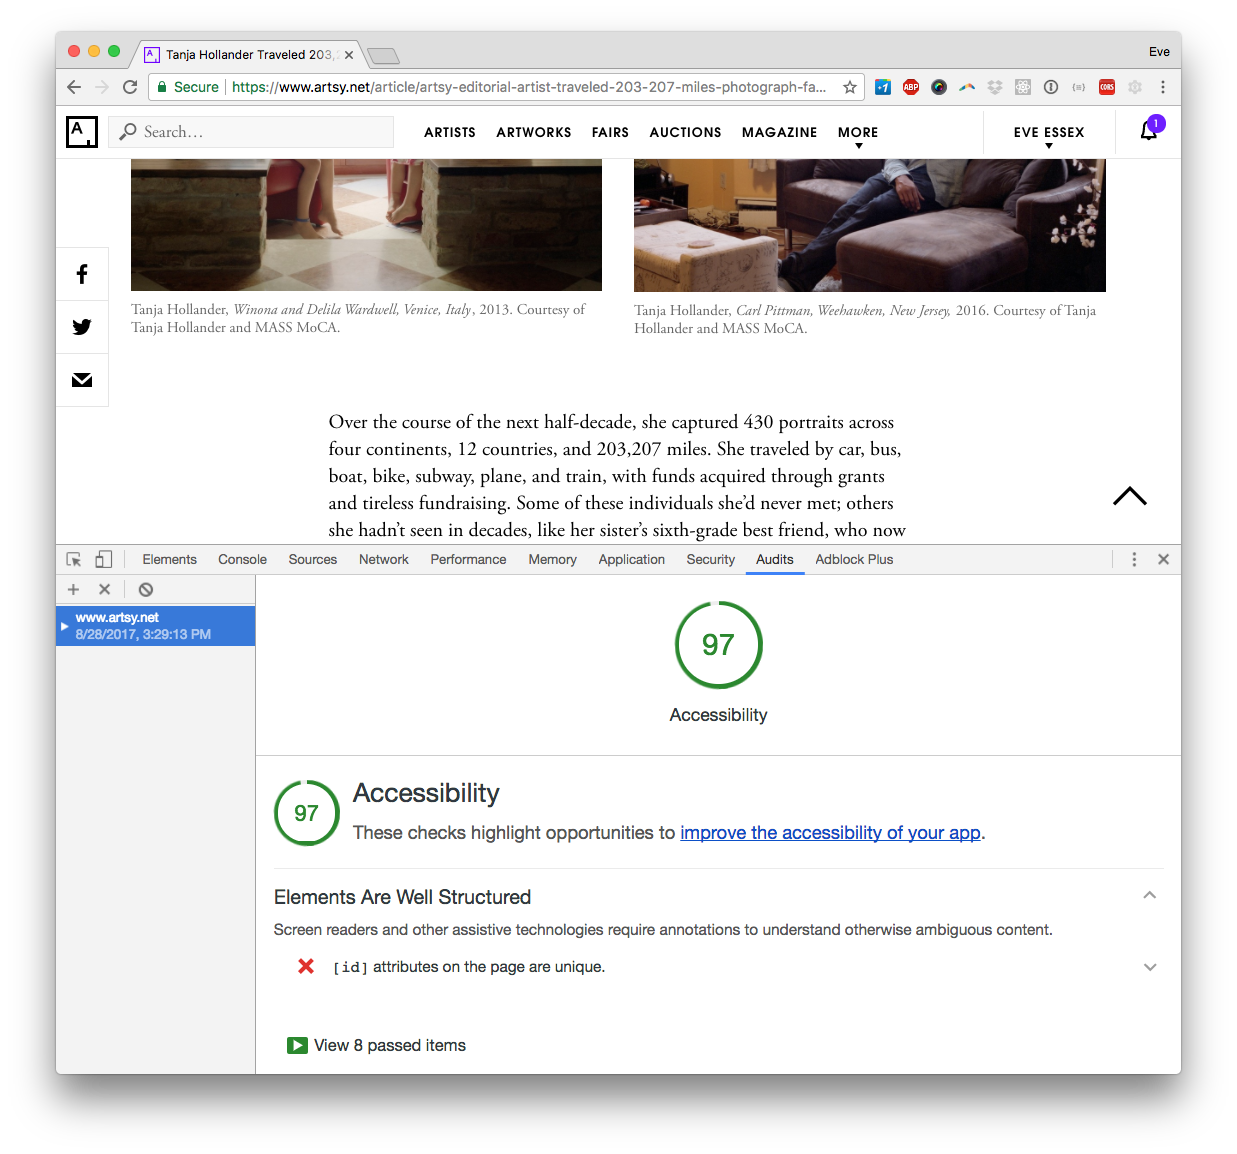 Tanja Hollander Traveled 203,
Eve
Secure
https://www.artsy.net/article/artsy-editorial-artist-traveled-203-207-miles-photograph-fa...
+1
ABP
CORS
A
Search…
ARTISTS
ARTWORKS
FAIRS
AUCTIONS
MAGAZINE
MORE
EVE ESSEX
1
Tanja Hollander, Winona and Delila Wardwell, Venice, Italy, 2013. Courtesy of
Tanja Hollander and MASS MoCA.
Tanja Hollander, Carl Pittman, Weehawken, New Jersey, 2016. Courtesy of Tanja
Hollander and MASS MoCA.
Over the course of the next half-decade, she captured 430 portraits across
four continents, 12 countries, and 203,207 miles. She traveled by car, bus,
boat, bike, subway, plane, and train, with funds acquired through grants
and tireless fundraising. Some of these individuals she’d never met; others
she hadn’t seen in decades, like her sister’s sixth-grade best friend, who now
Elements
Console
Sources
Network
Performance
Memory
Application
Security
Audits
Adblock Plus
www.artsy.net
8/28/2017, 3:29:13 PM
97
Accessibility
97
Accessibility
These checks highlight opportunities to improve the accessibility of your app.
Elements Are Well Structured
Screen readers and other assistive technologies require annotations to understand otherwise ambiguous content.
[id] attributes on the page are unique.
View 8 passed items